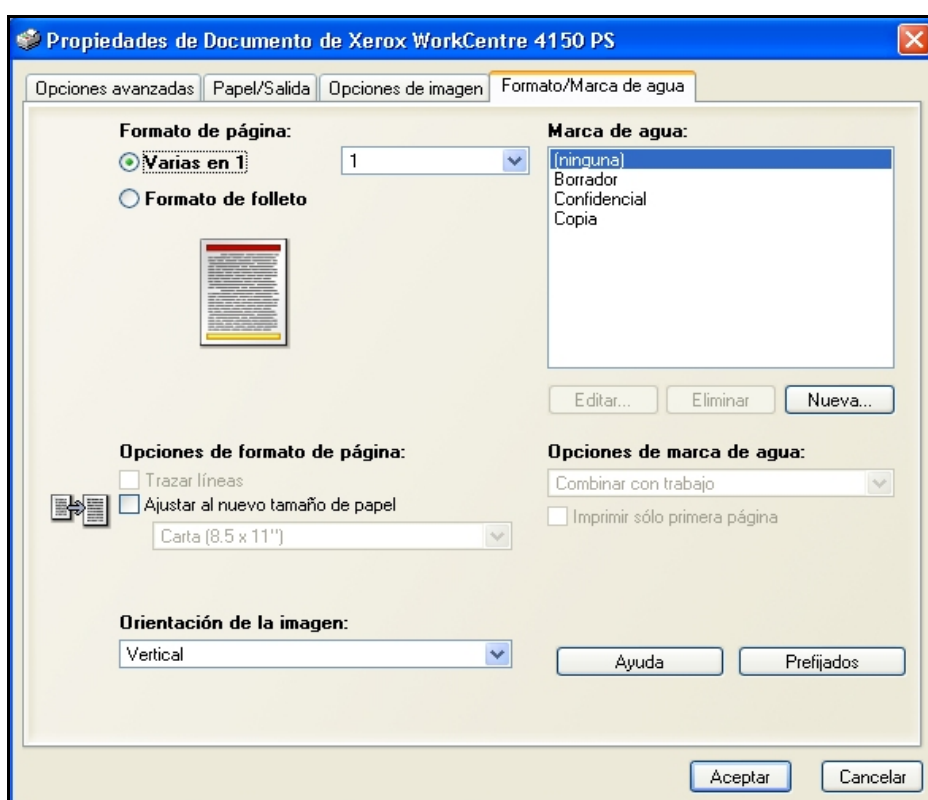 Propiedades de Documento de Xerox WorkCentre 4150 PS
Opciones avanzadas
Papel/Salida
Opciones de imagen
Formato/Marca de agua
Formato de página:
Varias en 1
1
Formato de folleto
Marca de agua:
(ninguna)
Borrador
Confidencial
Copia
Editar...
Eliminar
Nueva...
Opciones de formato de página:
Trazar líneas
Ajustar al nuevo tamaño de papel
Carta (8.5 x 11")
Opciones de marca de agua:
Combinar con trabajo
Imprimir sólo primera página
Orientación de la imagen:
Vertical
Ayuda
Prefijados
Aceptar
Cancelar